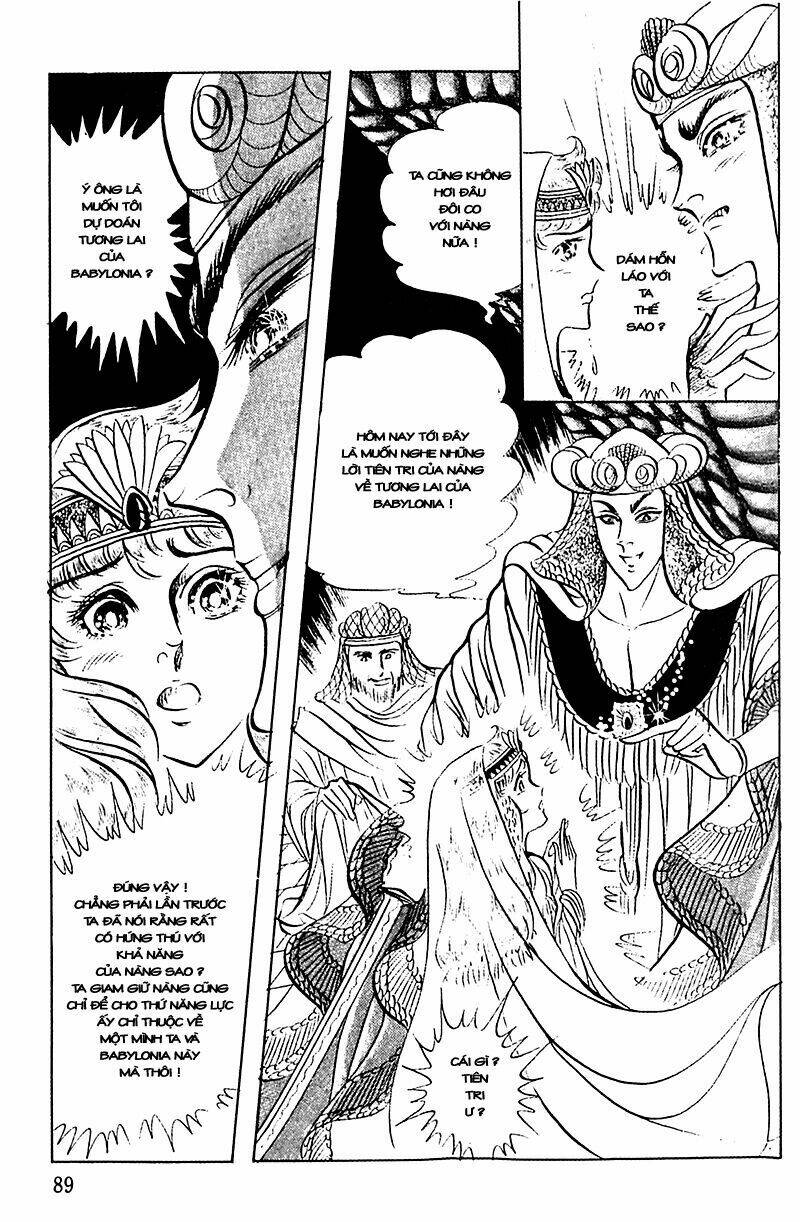 DÁM HỖN
LÁO VỚI
TA
THẾ
SAO ?
TA CŨNG KHÔNG
HƠI ĐÂU
ĐÔI CO
VỚI NÀNG
NỮA !
HÔM NAY TỚI ĐÂY
LÀ MUỐN NGHE NHỮNG
LỜI TIÊN TRI CỦA NÀNG
VỀ TƯƠNG LAI CỦA
BABYLONIA !
CÁI GÌ ?
TIÊN
TRI
Ư ?
Ý ÔNG LÀ
MUỐN TÔI
DỰ DOÁN
TƯƠNG LAI
CỦA
BABYLONIA ?
ĐÚNG VẬY !
CHẲNG PHẢI LẦN TRƯỚC
TA ĐÃ NÓI RẰNG RẤT
CÓ HỨNG THÚ VỚI
KHẢ NĂNG
CỦA NÀNG SAO ?
TA GIAM GIỮ NÀNG CŨNG
CHỈ ĐỂ CHO THỨ NĂNG LỰC
ẤY CHỈ THUỘC VỀ
MỘT MÌNH TA VÀ
BABYLONIA NÀY
MÀ THÔI !
89